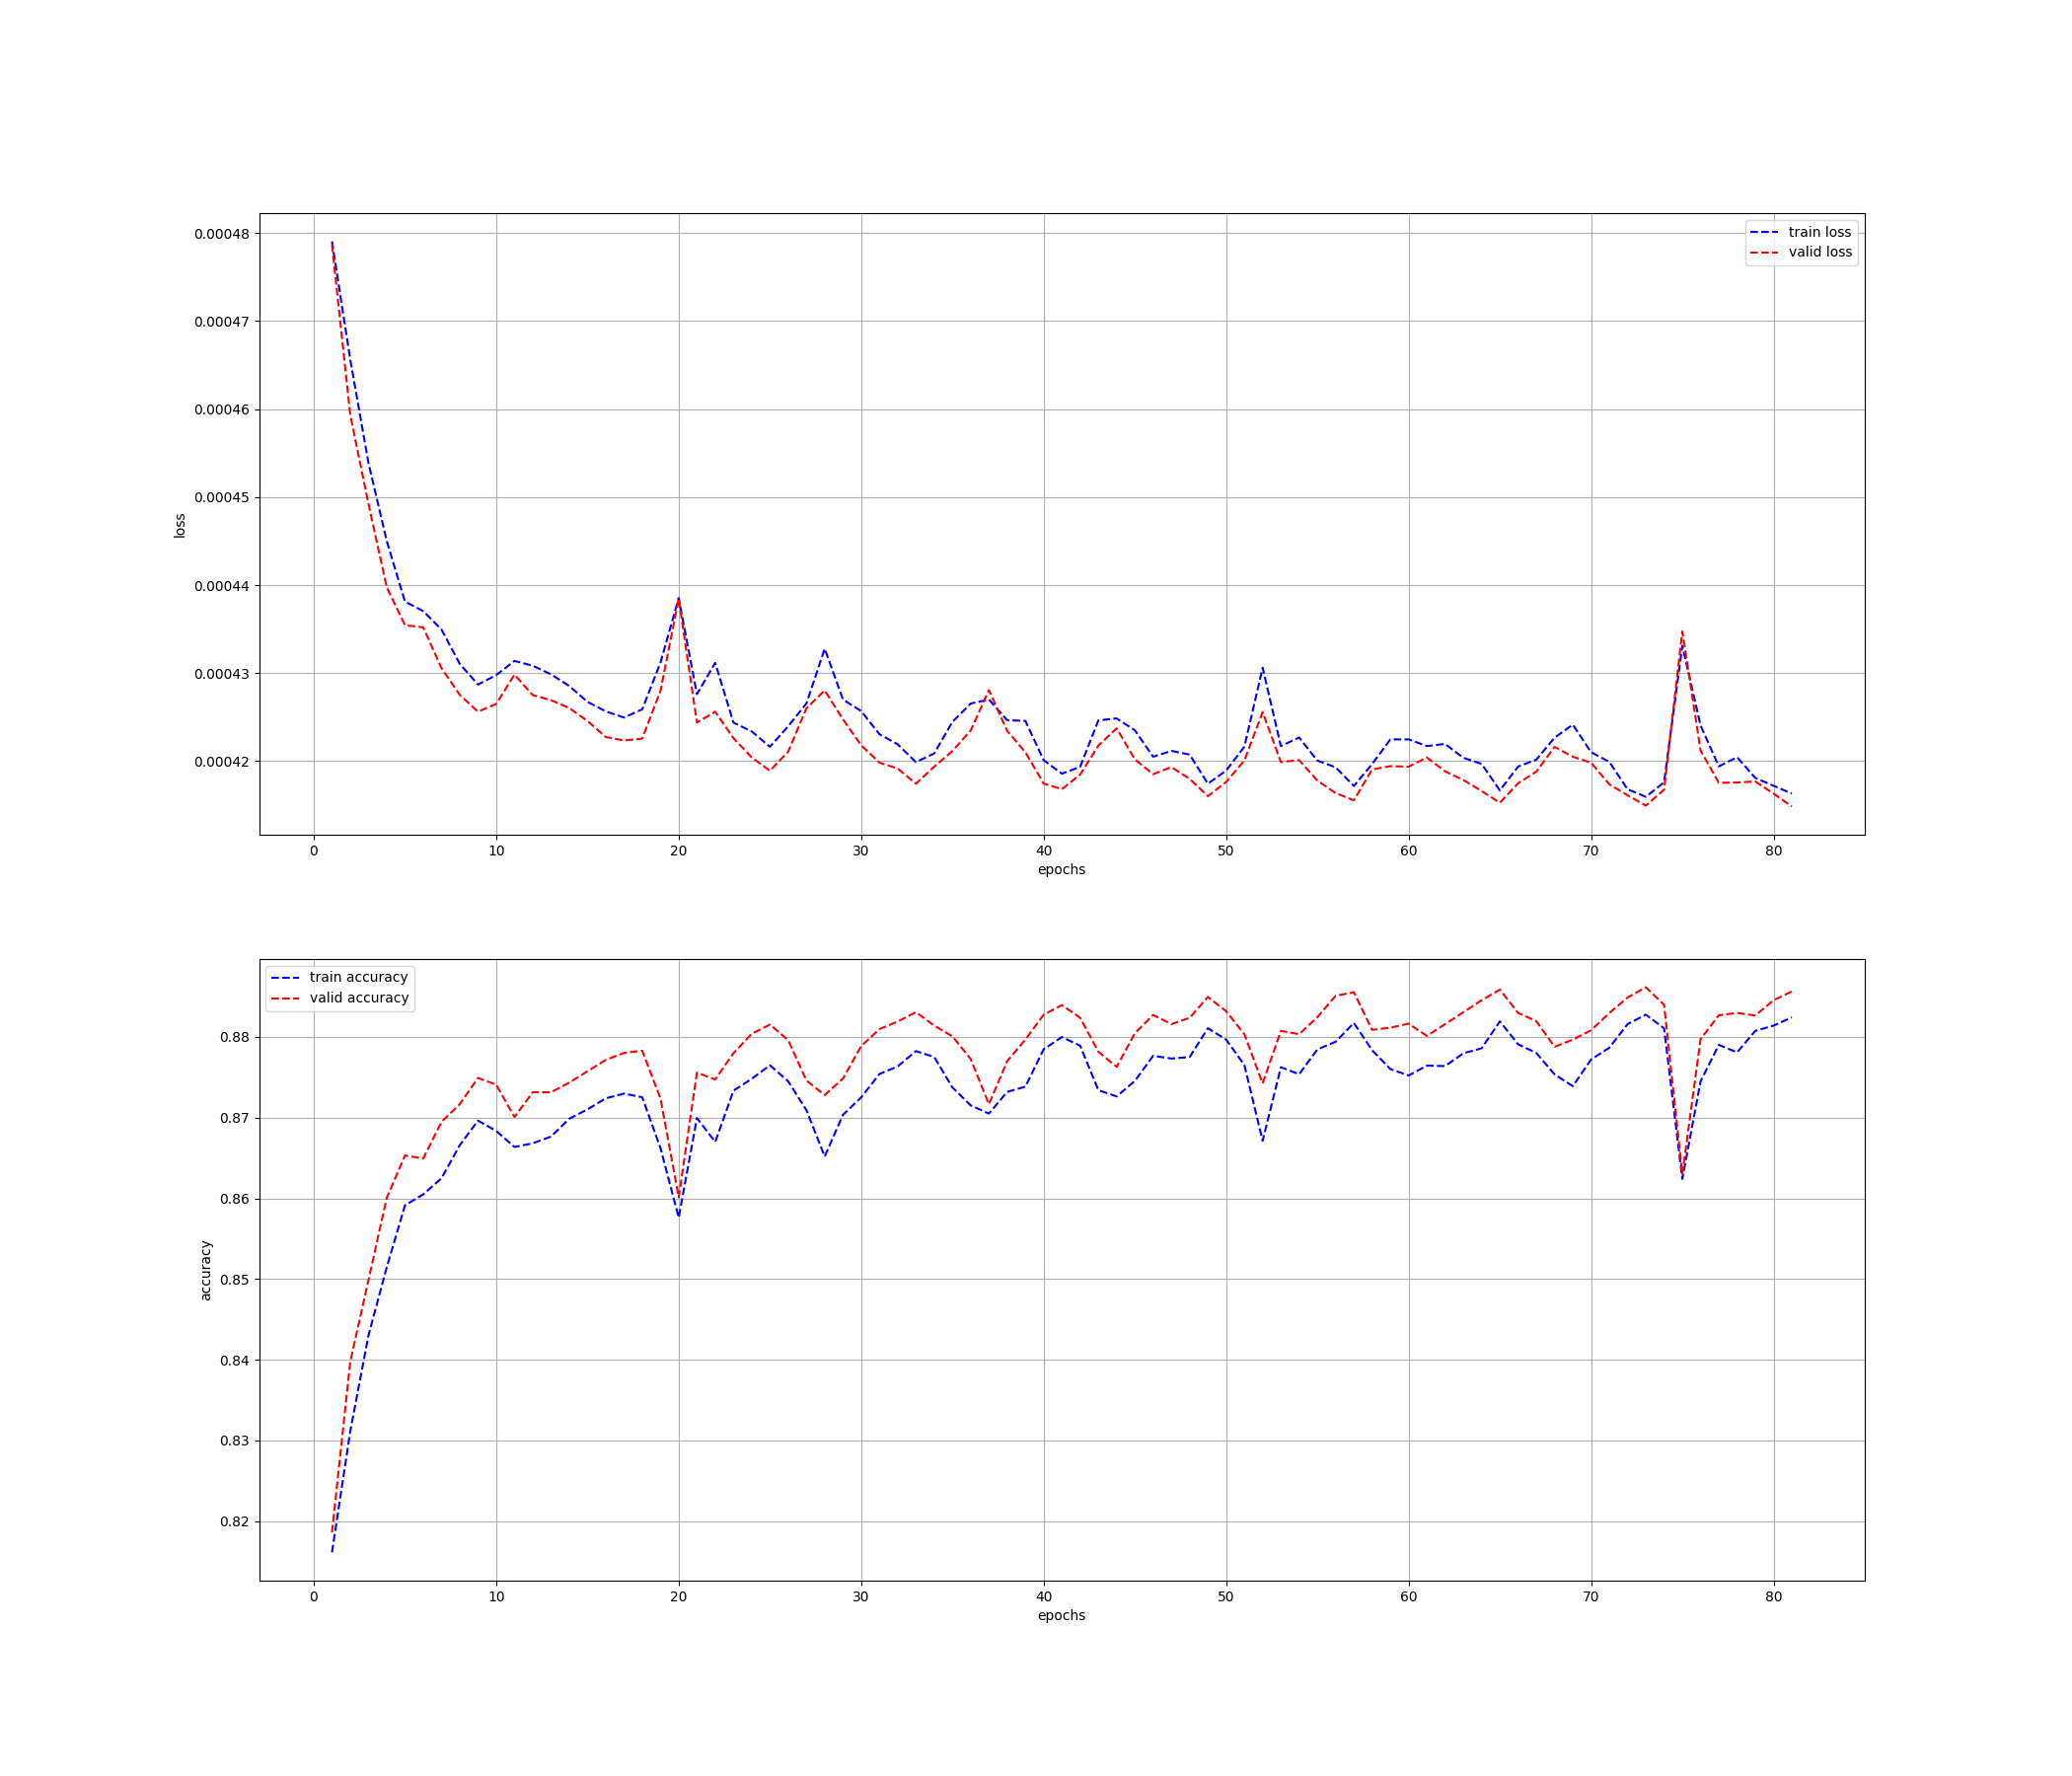 0.00048
train loss
valid loss
0.00047
0.00046
0.00045
loss
0.00044
0.00043
0.00042
0 10 20 30 40 50 60 70 80
epochs
train accuracy
valid accuracy
0.88
0.87
0.86
accuracy
0.85
0.84
0.83
0.82
0 10 20 30 40 50 60 70 80
epochs